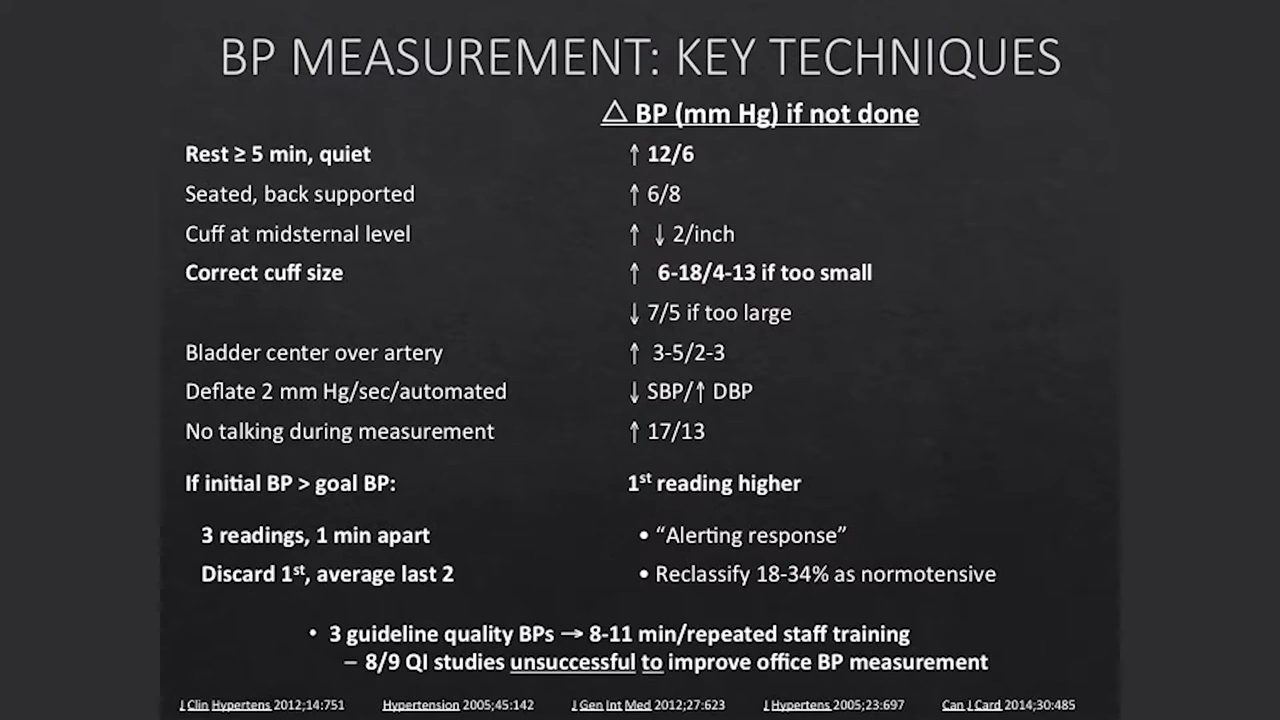 BP MEASUREMENT: KEY TECHNIQUES
△ BP (mm Hg) if not done
Rest ≥ 5 min, quiet ↑ 12/6
Seated, back supported ↑ 6/8
Cuff at midsternal level ↑ ↓ 2/inch
Correct cuff size ↑ 6-18/4-13 if too small
↓ 7/5 if too large
Bladder center over artery ↑ 3-5/2-3
Deflate 2 mm Hg/sec/automated ↓ SBP/↑ DBP
No talking during measurement ↑ 17/13
If initial BP > goal BP: 1st reading higher
3 readings, 1 min apart • “Alerting response”
Discard 1st, average last 2 • Reclassify 18-34% as normotensive
• 3 guideline quality BPs → 8-11 min/repeated staff training
– 8/9 QI studies unsuccessful to improve office BP measurement
J Clin Hypertens 2012;14:751 Hypertension 2005;45:142 J Gen Int Med 2012;27:623 J Hypertens 2005;23:697 Can J Card 2014;30:485